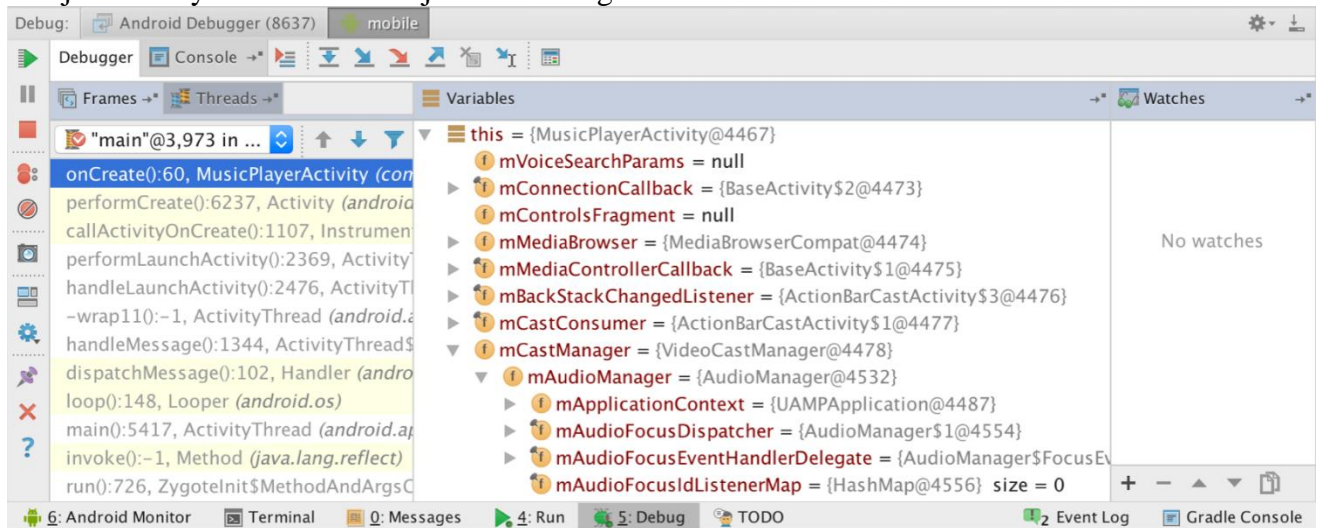 Debug: Android Debugger (8637) mobile
Debugger Console
Frames Threads
"main"@3,973 in ...
onCreate():60, MusicPlayerActivity (con
performCreate():6237, Activity (android
callActivityOnCreate():1107, Instrumen
performLaunchActivity():2369, ActivityT
handleLaunchActivity():2476, ActivityTl
-wrap11():-1, ActivityThread (android.a
handleMessage():1344, ActivityThread$
dispatchMessage():102, Handler (andro
loop():148, Looper (android.os)
main():5417, ActivityThread (android.ap
invoke():-1, Method (java.lang.reflect)
run():726, ZygoteInit$MethodAndArgsC
Variables
this = {MusicPlayerActivity@4467}
mVoiceSearchParams = null
mConnectionCallback = {BaseActivity$2@4473}
mControlsFragment = null
mMediaBrowser = {MediaBrowserCompat@4474}
mMediaControllerCallback = {BaseActivity$1@4475}
mBackStackChangedListener = {ActionBarCastActivity$3@4476}
mCastConsumer = {ActionBarCastActivity$1@4477}
mCastManager = {VideoCastManager@4478}
mAudioManager = {AudioManager@4532}
mApplicationContext = {UAMPApplication@4487}
mAudioFocusDispatcher = {AudioManager$1@4554}
mAudioFocusEventHandlerDelegate = {AudioManager$FocusEv
mAudioFocusIdListenerMap = {HashMap@4556} size = 0
Watches
No watches
6: Android Monitor Terminal 0: Messages 4: Run 5: Debug TODO 2 Event Log Gradle Console